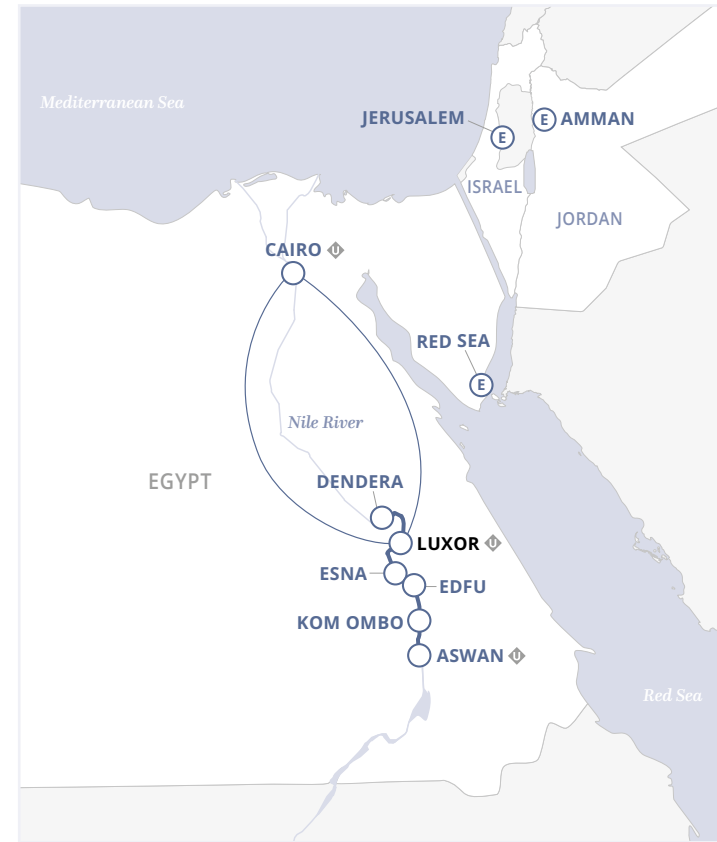 Mediterranean Sea
JERUSALEM
E
E
AMMAN
ISRAEL
JORDAN
CAIRO U
RED SEA
E
Nile River
EGYPT
DENDERA
LUXOR U
ESNA
EDFU
KOM OMBO
ASWAN U
Red Sea